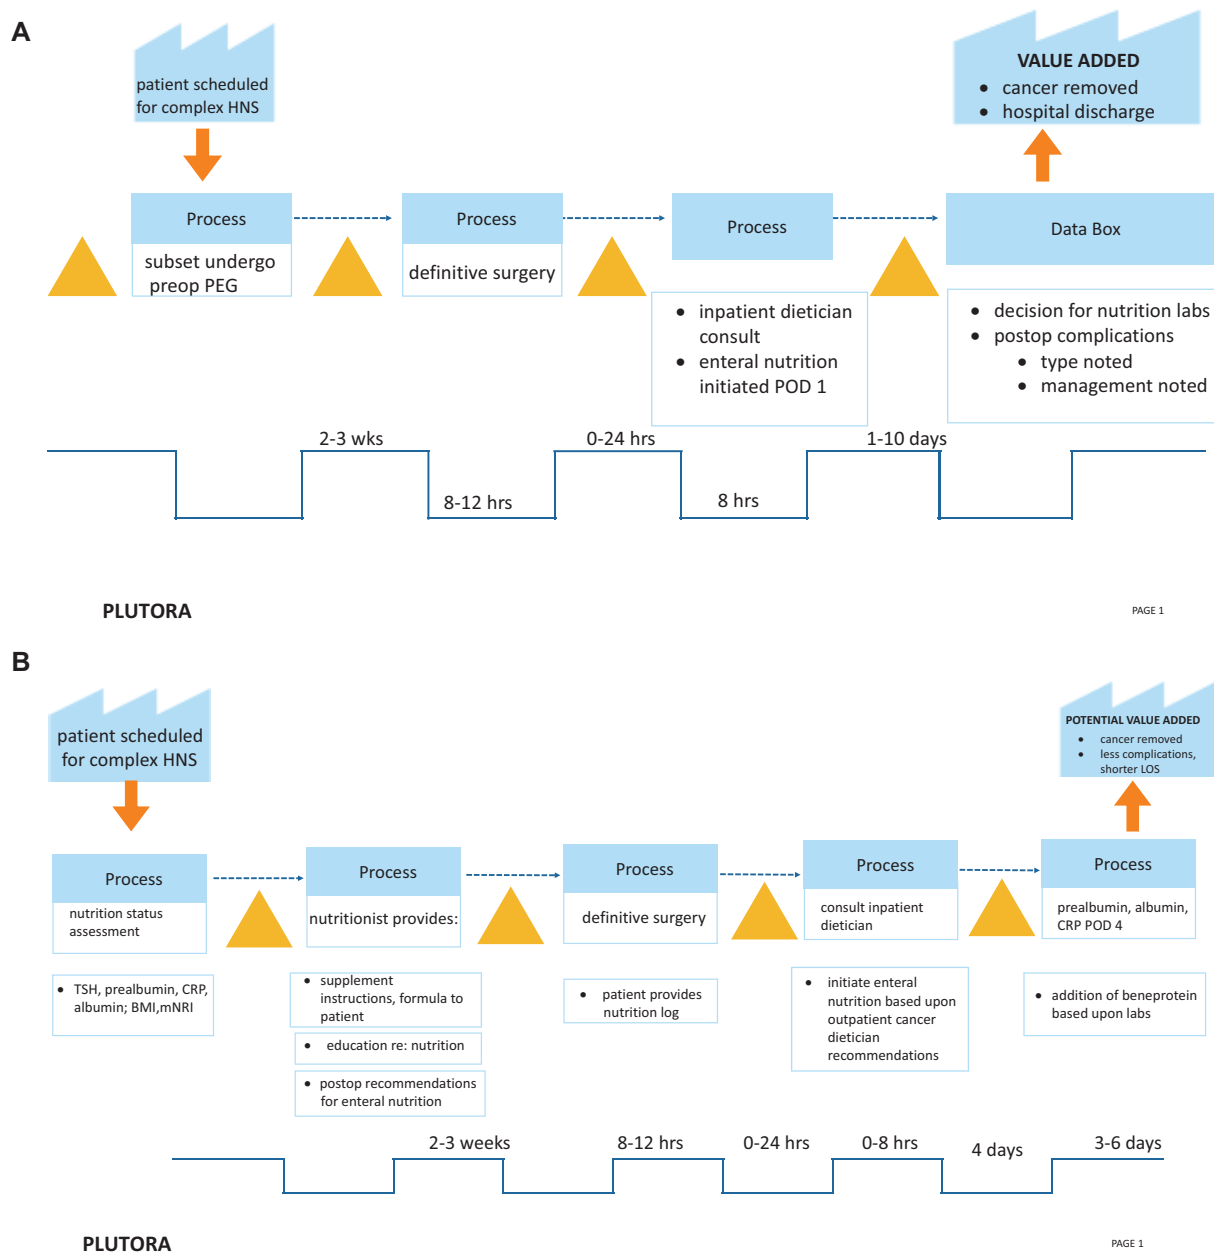 A
patient scheduled
for complex HNS
VALUE ADDED
• cancer removed
• hospital discharge
Process
Process
Process
Data Box
subset undergo
preop PEG
definitive surgery
• inpatient dietician
consult
• enteral nutrition
initiated POD 1
• decision for nutrition labs
• postop complications
• type noted
• management noted
2-3 wks
0-24 hrs
1-10 days
8-12 hrs
8 hrs
PLUTORA
PAGE 1
B
patient scheduled
for complex HNS
POTENTIAL VALUE ADDED
• cancer removed
• less complications,
shorter LOS
Process
Process
Process
Process
Process
nutrition status
assessment
nutritionist provides:
definitive surgery
consult inpatient
dietician
prealbumin, albumin,
CRP POD 4
• TSH, prealbumin, CRP,
albumin; BMI,mNRI
• supplement
instructions, formula to
patient
• education re: nutrition
• postop recommendations
for enteral nutrition
• patient provides
nutrition log
• initiate enteral
nutrition based upon
outpatient cancer
dietician
recommendations
• addition of beneprotein
based upon labs
2-3 weeks
8-12 hrs
0-24 hrs
0-8 hrs
4 days
3-6 days
PLUTORA
PAGE 1